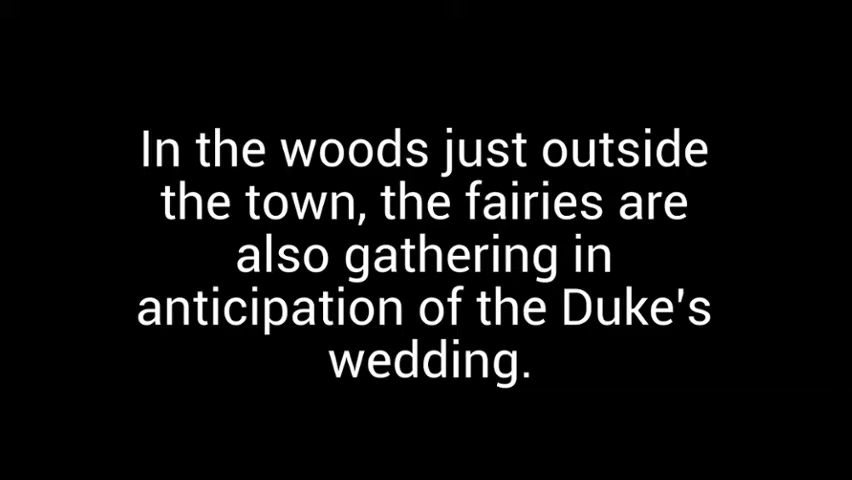 In the woods just outside
the town, the fairies are
also gathering in
anticipation of the Duke's
wedding.